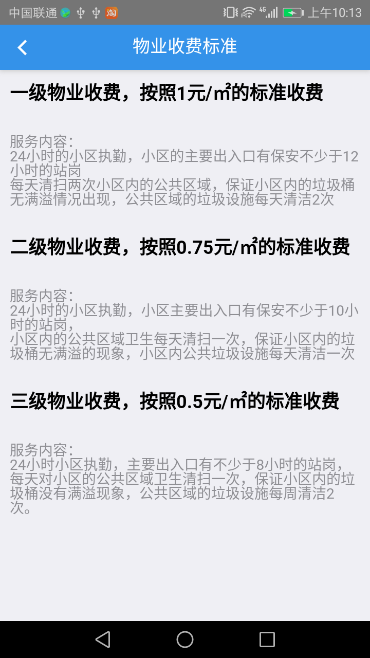 中国联通
淘
4G
上午10:13
物业收费标准
一级物业收费，按照1元/㎡的标准收费
服务内容：
24小时的小区执勤，小区的主要出入口有保安不少于12
小时的站岗
每天清扫两次小区内的公共区域，保证小区内的垃圾桶
无满溢情况出现，公共区域的垃圾设施每天清洁2次
二级物业收费，按照0.75元/㎡的标准收费
服务内容：
24小时的小区执勤，小区主要出入口有保安不少于10小
时的站岗，
小区内的公共区域卫生每天清扫一次，保证小区内的垃
圾桶无满溢的现象，小区内公共垃圾设施每天清洁一次
三级物业收费，按照0.5元/㎡的标准收费
服务内容：
24小时小区执勤，主要出入口有不少于8小时的站岗，
每天对小区的公共区域卫生清扫一次，保证小区内的垃
圾桶没有满溢现象，公共区域的垃圾设施每周清洁2
次。